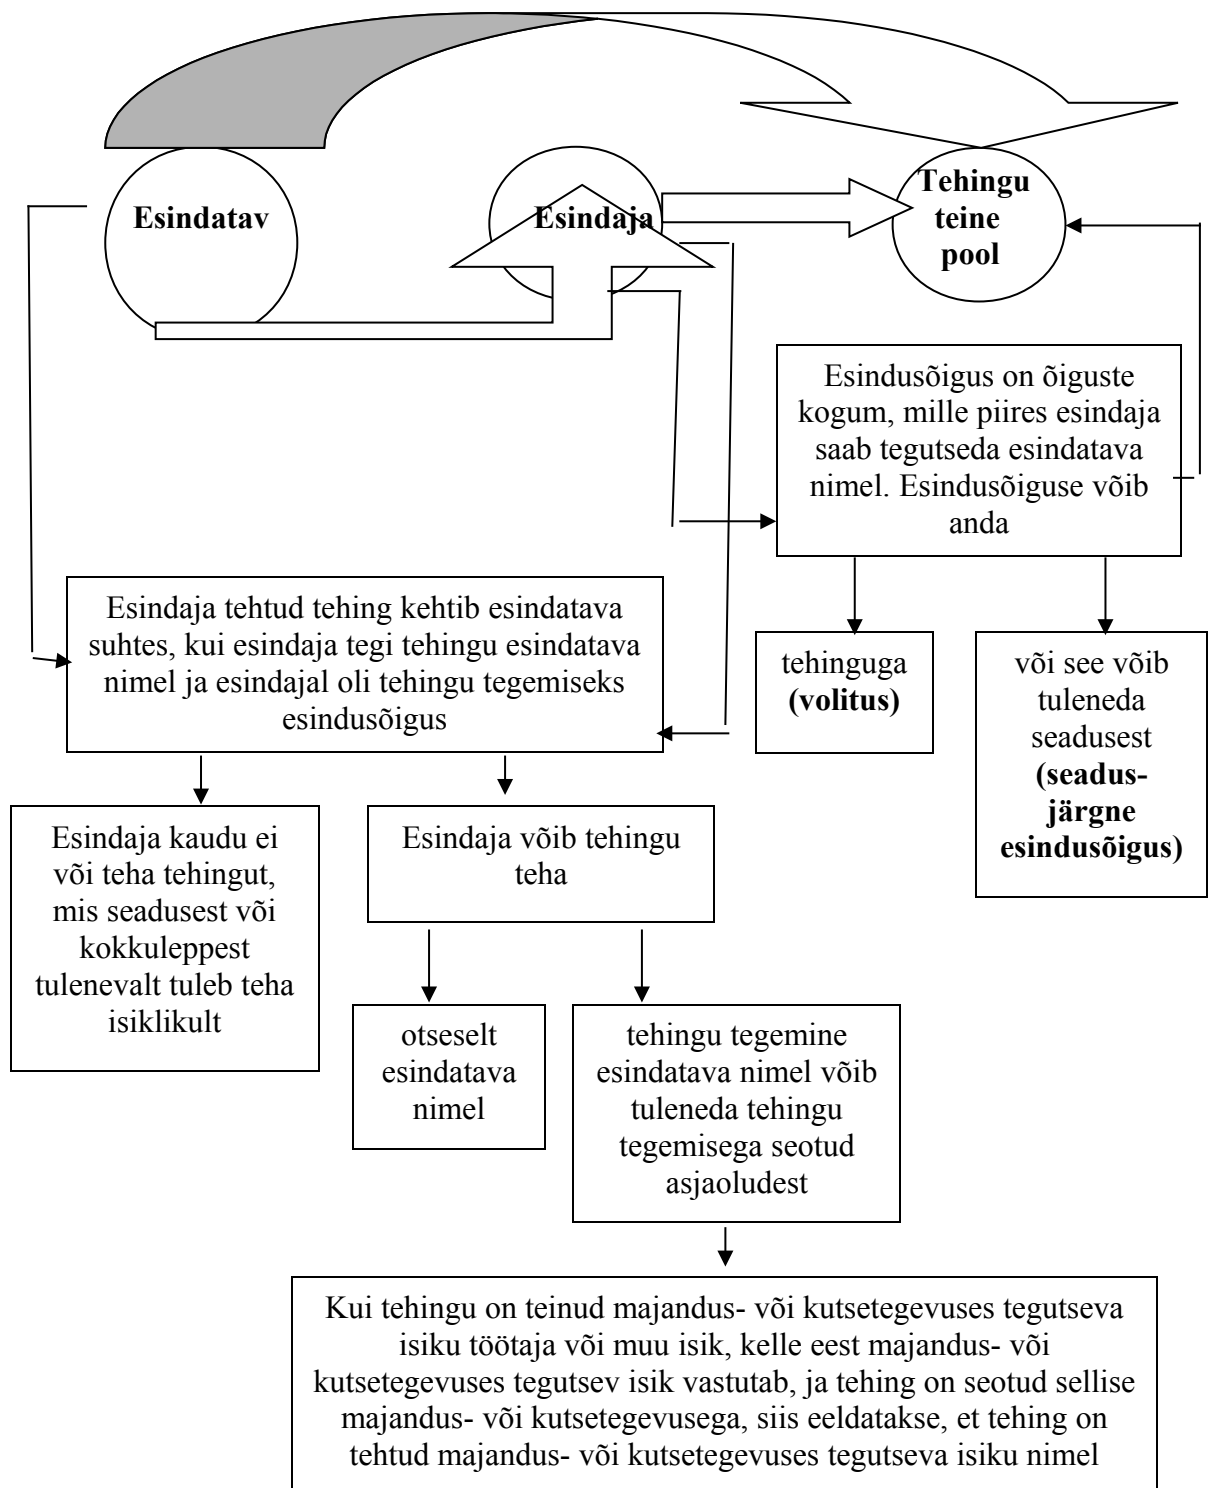 Esindatav
Esindaja
Tehingu
teine
pool
Esindusõigus on õiguste
kogum, mille piires esindaja
saab tegutseda esindatava
nimel. Esindusõiguse võib
anda
Esindaja tehtud tehing kehtib esindatava
suhtes, kui esindaja tegi tehingu esindatava
nimel ja esindajal oli tehingu tegemiseks
esindusõigus
tehinguga
(volitus)
või see võib
tuleneda
seadusest
(seadus-
järgne
esindusõigus)
Esindaja kaudu ei
või teha tehingut,
mis seadusest või
kokkuleppest
tulenevalt tuleb teha
isiklikult
Esindaja võib tehingu
teha
otseselt
esindatava
nimel
tehingu tegemine
esindatava nimel võib
tuleneda tehingu
tegemisega seotud
asjaoludest
Kui tehingu on teinud majandus- või kutsetegevuses tegutseva
isiku töötaja või muu isik, kelle eest majandus- või
kutsetegevuses tegutsev isik vastutab, ja tehing on seotud sellise
majandus- või kutsetegevusega, siis eeldatakse, et tehing on
tehtud majandus- või kutsetegevuses tegutseva isiku nimel